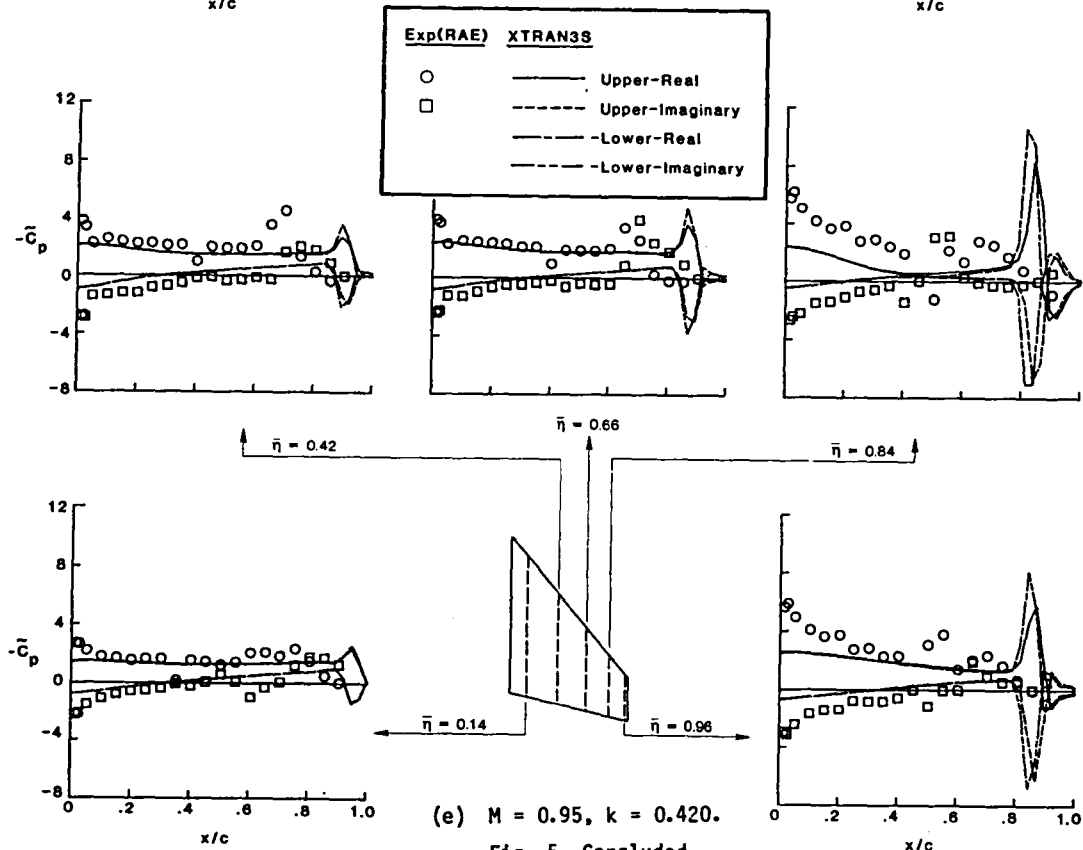 x/c
x/c
Exp(RAE) XTRAN3S
Upper-Real
Upper-Imaginary
Lower-Real
Lower-Imaginary
12
8
4
0
-4
-8
-C̃p
η̄ = 0.42
η̄ = 0.66
η̄ = 0.84
12
8
4
0
-4
-8
-C̃p
0 .2 .4 .6 .8 1.0
x/c
η̄ = 0.14
η̄ = 0.96
0 .2 .4 .6 .8 1.0
x/c
(e) M = 0.95, k = 0.420.
Fig. 5 Concluded